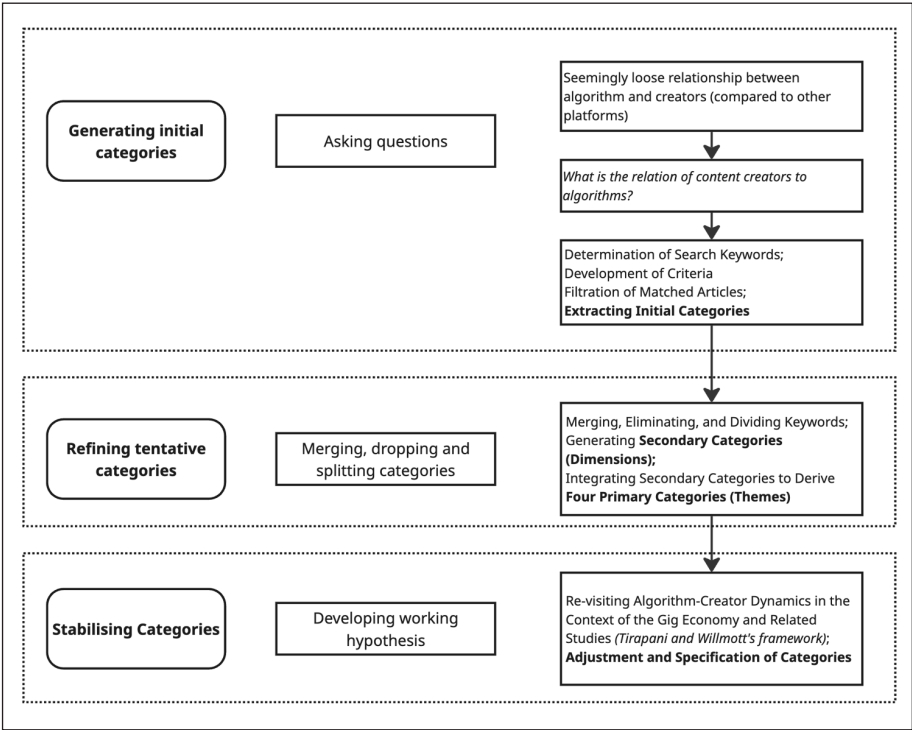 Generating initial
categories
Asking questions
Seemingly loose relationship between
algorithm and creators (compared to other
platforms)
What is the relation of content creators to
algorithms?
Determination of Search Keywords;
Development of Criteria
Filtration of Matched Articles;
Extracting Initial Categories
Refining tentative
categories
Merging, dropping and
splitting categories
Merging, Eliminating, and Dividing Keywords;
Generating Secondary Categories
(Dimensions);
Integrating Secondary Categories to Derive
Four Primary Categories (Themes)
Stabilising Categories
Developing working
hypothesis
Re-visiting Algorithm-Creator Dynamics in the
Context of the Gig Economy and Related
Studies (Tirapani and Willmott's framework);
Adjustment and Specification of Categories